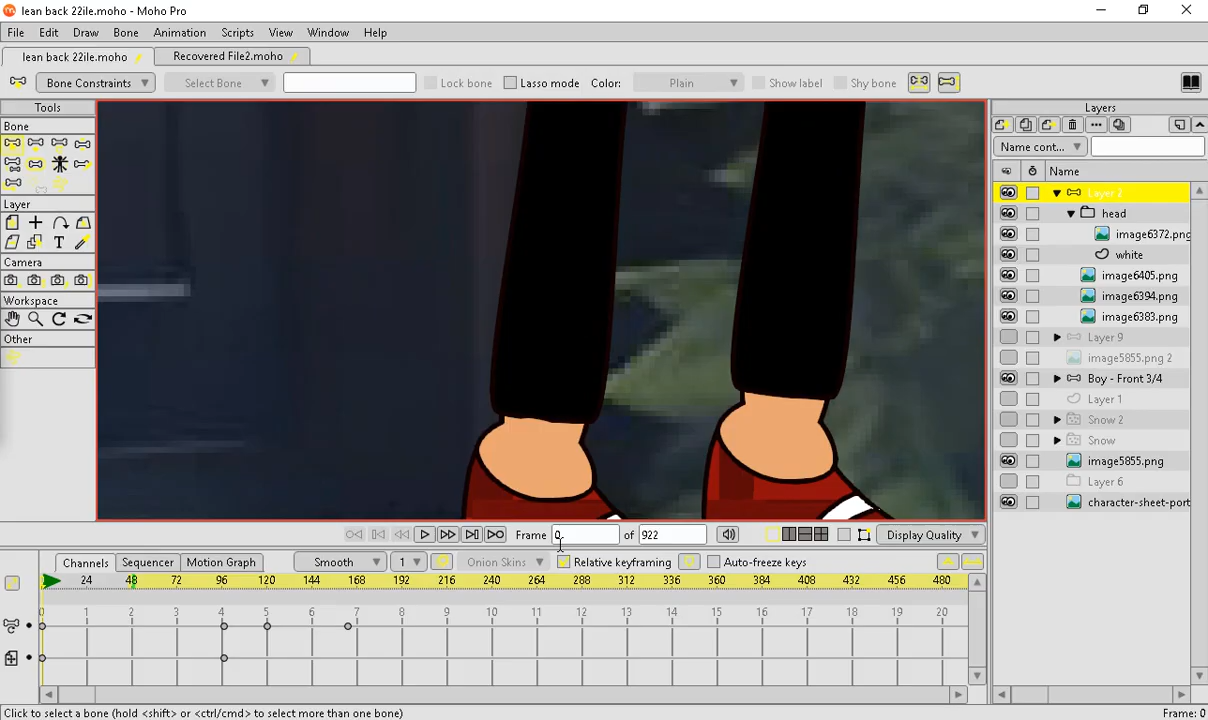 lean back 22ile.moho - Moho Pro
File Edit Draw Bone Animation Scripts View Window Help
lean back 22ile.moho Recovered File2.moho
Bone Constraints Select Bone Lock bone Lasso mode Color: Plain Show label Shy bone
Tools
Bone
Layer
Camera
Workspace
Other
Layers
Name cont...
Name
Layer 2
head
image6372.png
white
image6405.png
image6394.png
image6383.png
Layer 9
image5855.png 2
Boy - Front 3/4
Layer 1
Snow 2
Snow
image5855.png
Layer 6
character-sheet-port
Frame 0 of 922 Display Quality
Channels Sequencer Motion Graph Smooth 1 Onion Skins Relative keyframing Auto-freeze keys
24 48 72 96 120 144 168 192 216 240 264 288 312 336 360 384 408 432 456 480
0 1 2 3 4 5 6 7 8 9 10 11 12 13 14 15 16 17 18 19 20
Click to select a bone (hold <shift> or <ctrl/cmd> to select more than one bone) Frame: 0